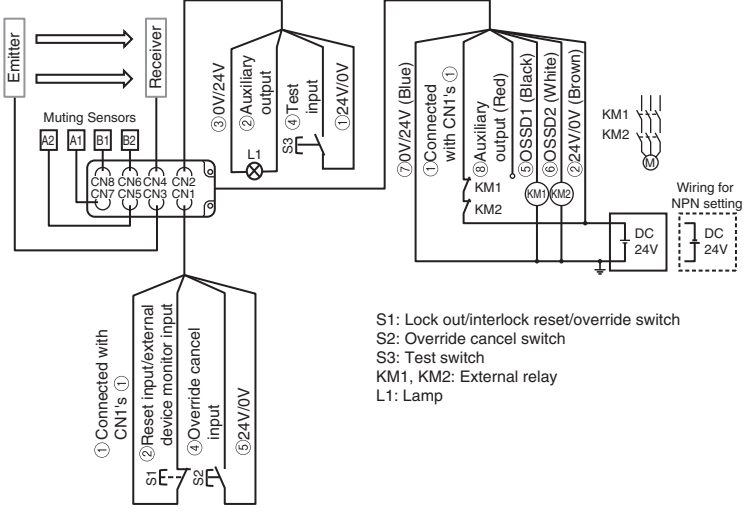 Emitter
Receiver
Muting Sensors
A2 A1 B1 B2
CN8 CN6 CN4 CN2
CN7 CN5 CN3 CN1
③0V/24V
②Auxiliary
output
④Test
input
①24V/0V
L1
S3
⑦0V/24V (Blue)
①Connected
with CN1's ①
⑧Auxiliary
output (Red)
⑤OSSD1 (Black)
⑥OSSD2 (White)
②24V/0V (Brown)
KM1
KM2
KM1 KM2
KM1
KM2
M
Wiring for
NPN setting
DC
24V
DC
24V
①Connected with
CN1's ①
②Reset input/external
device monitor input
④Override cancel
input
⑤24V/0V
S1
S2
S1: Lock out/interlock reset/override switch
S2: Override cancel switch
S3: Test switch
KM1, KM2: External relay
L1: Lamp